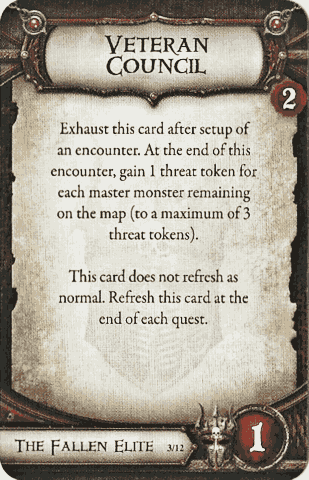 VETERAN
COUNCIL
2
Exhaust this card after setup of
an encounter. At the end of this
encounter, gain 1 threat token for
each master monster remaining
on the map (to a maximum of 3
threat tokens).
This card does not refresh as
normal. Refresh this card at the
end of each quest.
THE FALLEN ELITE 3/12
1